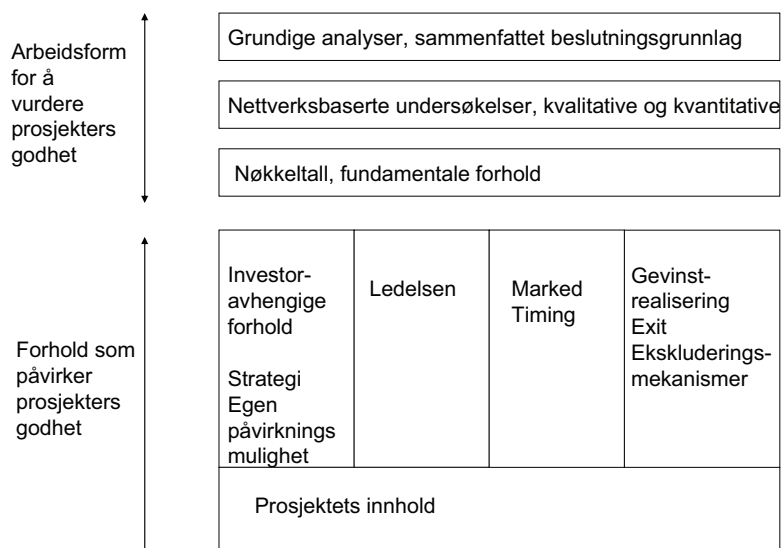 Arbeidsform
for å
vurdere
prosjekters
godhet
Grundige analyser, sammenfattet beslutningsgrunnlag
Nettverksbaserte undersøkelser, kvalitative og kvantitative
Nøkkeltall, fundamentale forhold
Forhold som
påvirker
prosjekters
godhet
Investor-
avhengige
forhold
Strategi
Egen
påvirknings
mulighet
Ledelsen
Marked
Timing
Gevinst-
realisering
Exit
Ekskluderings-
mekanismer
Prosjektets innhold